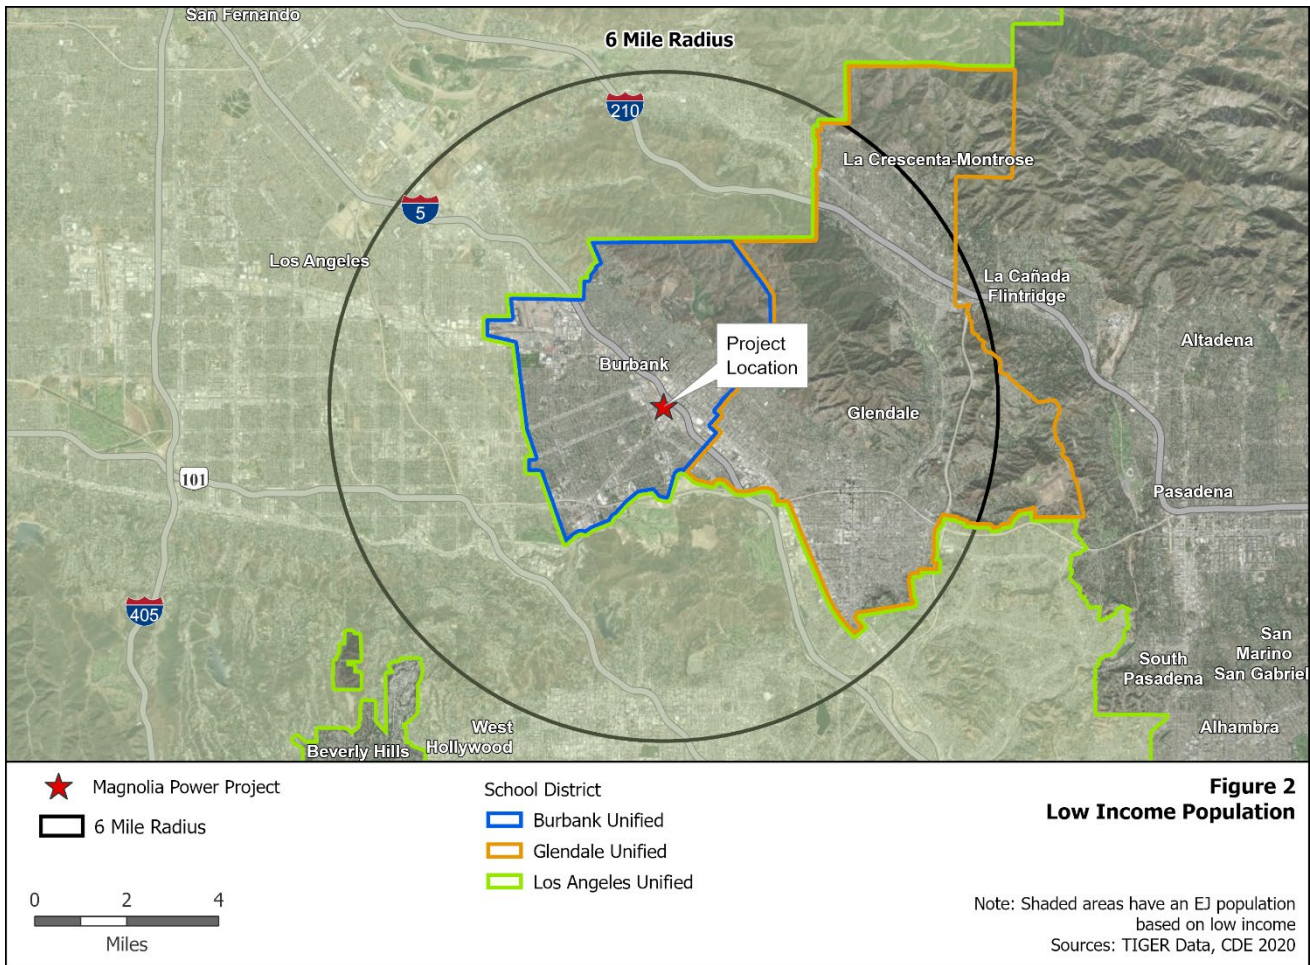 San Fernando
6 Mile Radius
210
La Crescenta-Montrose
5
Los Angeles
La Cañada
Flintridge
Altadena
Project
Location
Burbank
Glendale
101
Pasadena
405
San
Marino
San Gabriel
South
Pasadena
West
Hollywood
Beverly Hills
Alhambra
Magnolia Power Project
6 Mile Radius
0 2 4
Miles
School District
Burbank Unified
Glendale Unified
Los Angeles Unified
Figure 2
Low Income Population
Note: Shaded areas have an EJ population
based on low income
Sources: TIGER Data, CDE 2020